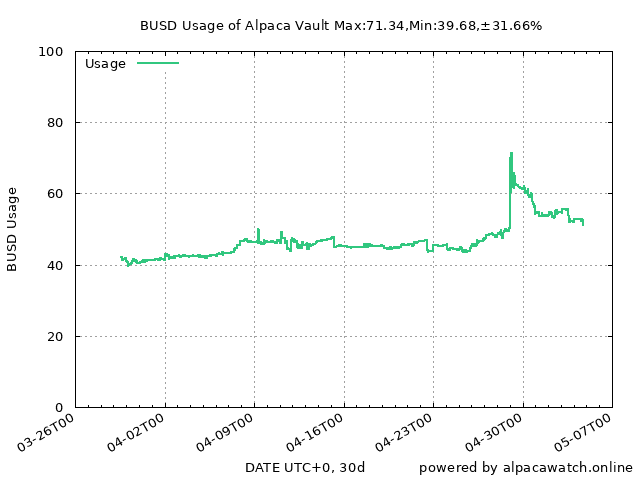 BUSD Usage of Alpaca Vault Max:71.34,Min:39.68,±31.66%
100
Usage
80
60
BUSD Usage
40
20
0
03-26T00 04-02T00 04-09T00 04-16T00 04-23T00 04-30T00 05-07T00
DATE UTC+0, 30d powered by alpacawatch.online